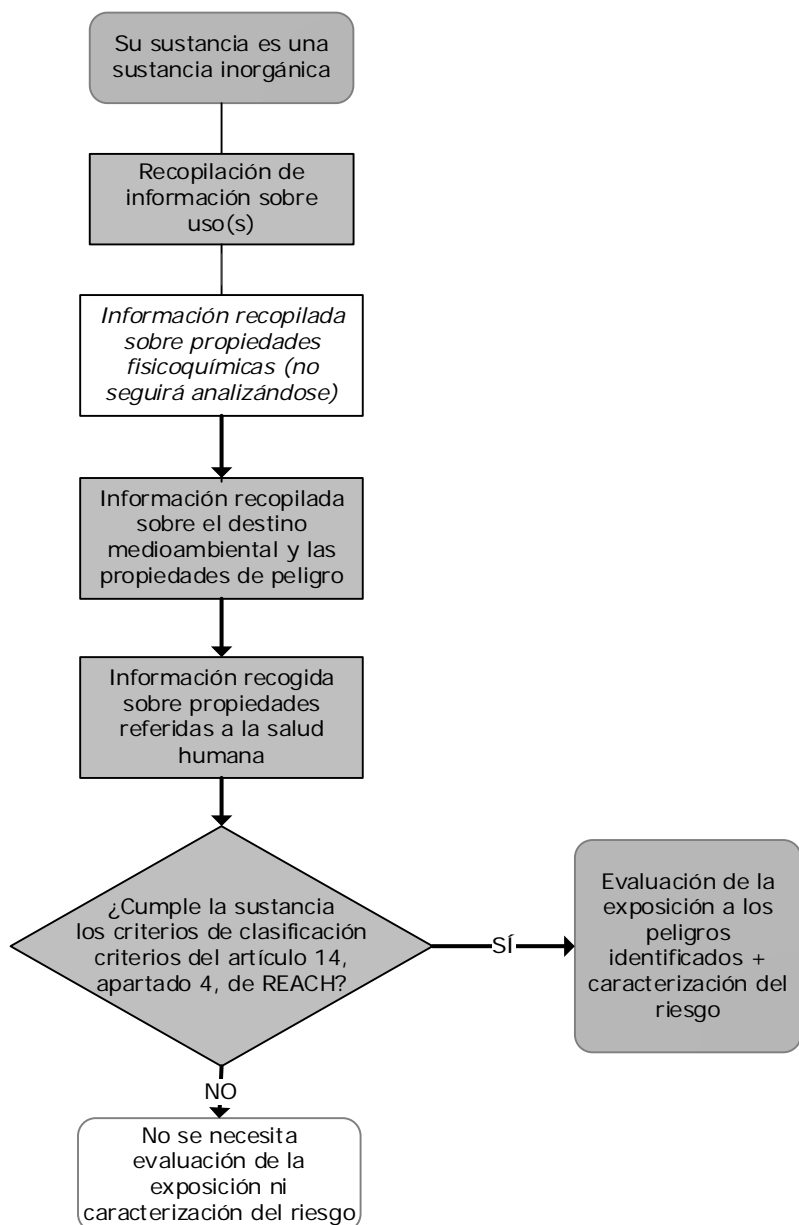 Su sustancia es una
sustancia inorgánica
Recopilación de
información sobre
uso(s)
Información recopilada
sobre propiedades
fisicoquímicas (no
seguirá analizándose)
Información recopilada
sobre el destino
medioambiental y las
propiedades de peligro
Información recogida
sobre propiedades
referidas a la salud
humana
¿Cumple la sustancia
los criterios de clasificación
criterios del artículo 14,
apartado 4, de REACH?
SÍ
Evaluación de la
exposición a los
peligros
identificados +
caracterización del
riesgo
NO
No se necesita
evaluación de la
exposición ni
caracterización del riesgo